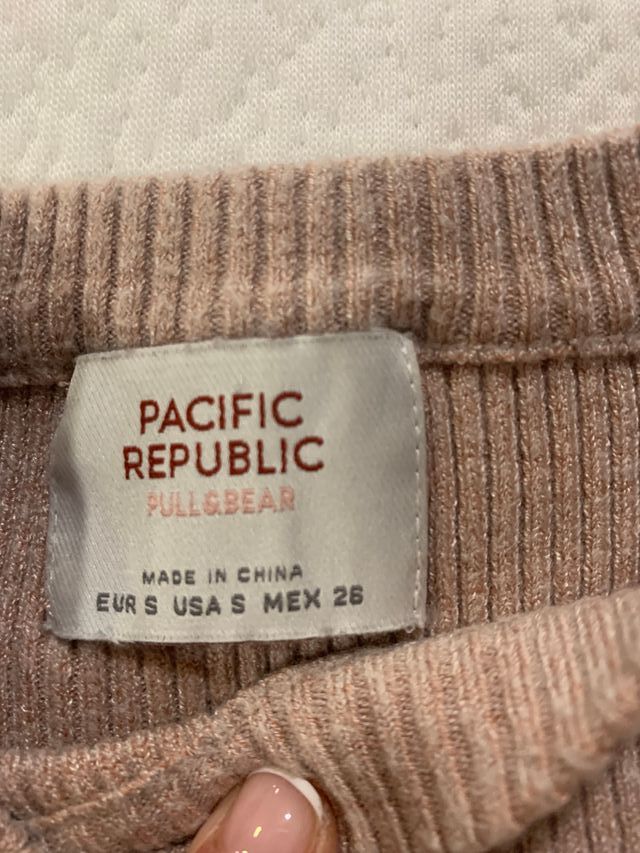 PACIFIC
REPUBLIC
PULL&BEAR
MADE IN CHINA
EUR S USA S MEX 26